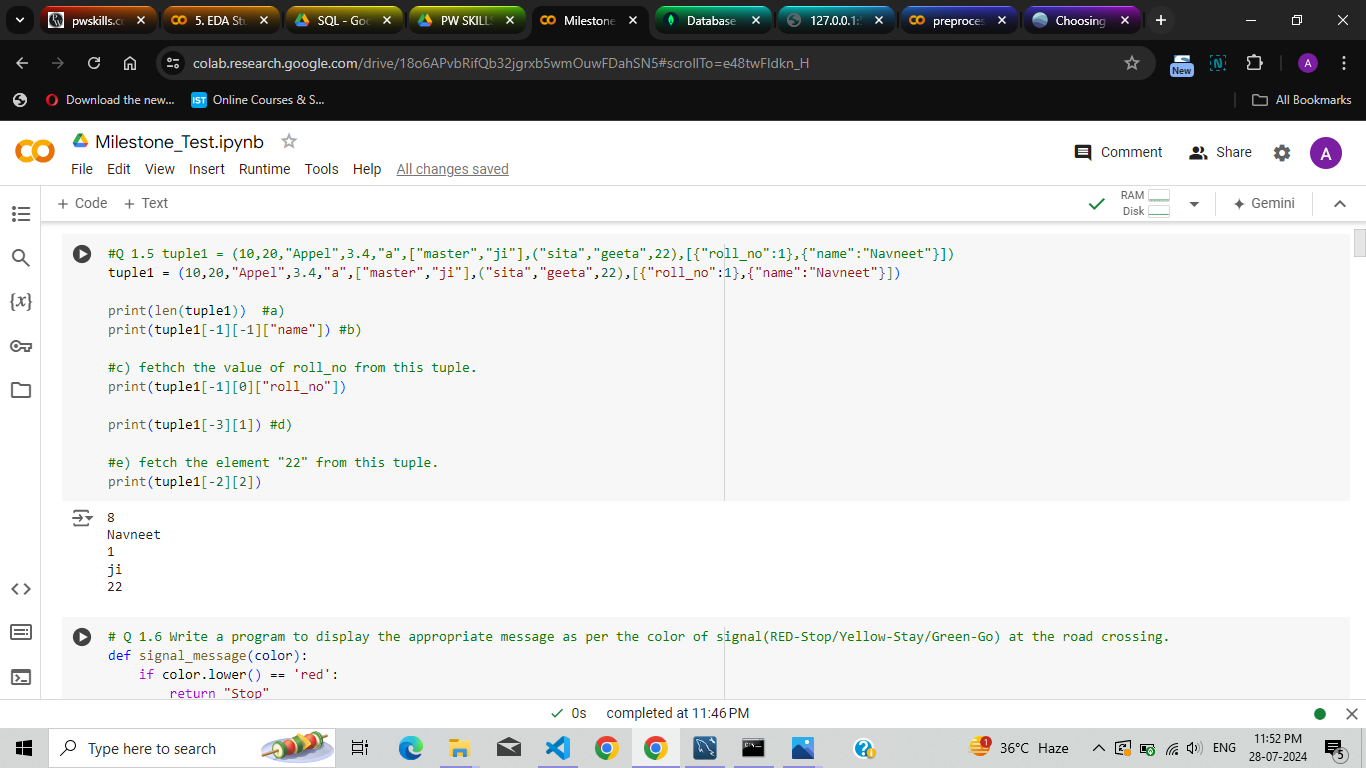 pwskills.c
5. EDA St
SQL - Goo
PW SKILL
Milestone
Database
127.0.0.1:
preproces
Choosing
colab.research.google.com/drive/18o6APvbRifQb32jgrxb5wmOuwFDahSN5#scrollTo=e48twFldkn_H
New
A
Download the new...
IST Online Courses & S...
All Bookmarks
Milestone_Test.ipynb
Comment
Share
A
File Edit View Insert Runtime Tools Help All changes saved
+ Code + Text
RAM
Disk
Gemini
#Q 1.5 tuple1 = (10,20,"Appel",3.4,"a",["master","ji"],("sita","geeta",22),[{"roll_no":1},{"name":"Navneet"}])
tuple1 = (10,20,"Appel",3.4,"a",["master","ji"],("sita","geeta",22),[{"roll_no":1},{"name":"Navneet"}])
print(len(tuple1))  #a)
print(tuple1[-1][-1]["name"]) #b)
#c) fethch the value of roll_no from this tuple.
print(tuple1[-1][0]["roll_no"])
print(tuple1[-3][1]) #d)
#e) fetch the element "22" from this tuple.
print(tuple1[-2][2])
8
Navneet
1
ji
22
# Q 1.6 Write a program to display the appropriate message as per the color of signal(RED-Stop/Yellow-Stay/Green-Go) at the road crossing.
def signal_message(color):
    if color.lower() == 'red':
        return "Stop"
{x}
0s completed at 11:46 PM
Type here to search
1
36°C Haze
ENG
11:52 PM
28-07-2024
5